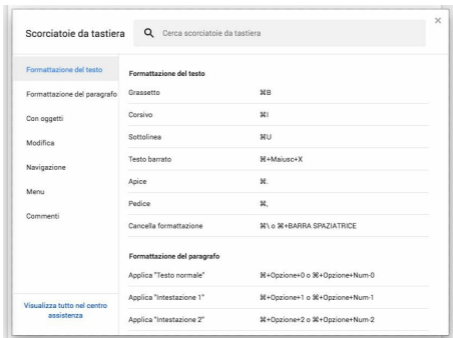 Scorciatoie da tastiera
Cerca scorciatoie da tastiera
Formattazione del testo
Formattazione del paragrafo
Con oggetti
Modifica
Navigazione
Menu
Commenti
Visualizza tutto nel centro
assistenza
Formattazione del testo
Grassetto ⌘B
Corsivo ⌘I
Sottolinea ⌘U
Testo barrato ⌘+Maiusc+X
Apice ⌘.
Pedice ⌘,
Cancella formattazione ⌘\ o ⌘+BARRA SPAZIATRICE
Formattazione del paragrafo
Applica "Testo normale" ⌘+Opzione+0 o ⌘+Opzione+Num-0
Applica "Intestazione 1" ⌘+Opzione+1 o ⌘+Opzione+Num-1
Applica "Intestazione 2" ⌘+Opzione+2 o ⌘+Opzione+Num-2